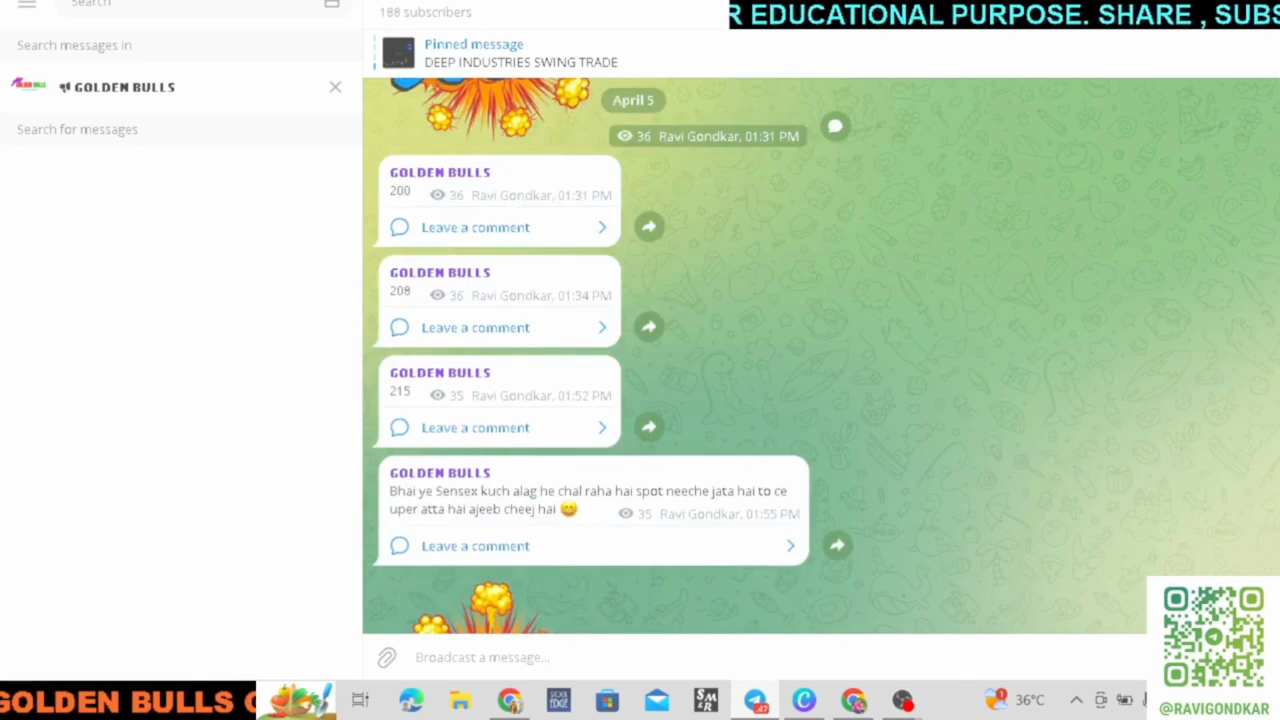 Search
188 subscribers
R EDUCATIONAL PURPOSE. SHARE , SUBS
Search messages in
Pinned message
DEEP INDUSTRIES SWING TRADE
GOLDEN BULLS
Search for messages
April 5
36 Ravi Gondkar, 01:31 PM
GOLDEN BULLS
200 36 Ravi Gondkar, 01:31 PM
Leave a comment
GOLDEN BULLS
208 36 Ravi Gondkar, 01:34 PM
Leave a comment
GOLDEN BULLS
215 35 Ravi Gondkar, 01:52 PM
Leave a comment
GOLDEN BULLS
Bhai ye Sensex kuch alag he chal raha hai spot neeche jata hai to ce
uper atta hai ajeeb cheej hai 😄 35 Ravi Gondkar, 01:55 PM
Leave a comment
Broadcast a message...
GOLDEN BULLS
36°C
@RAVIGONDKAR